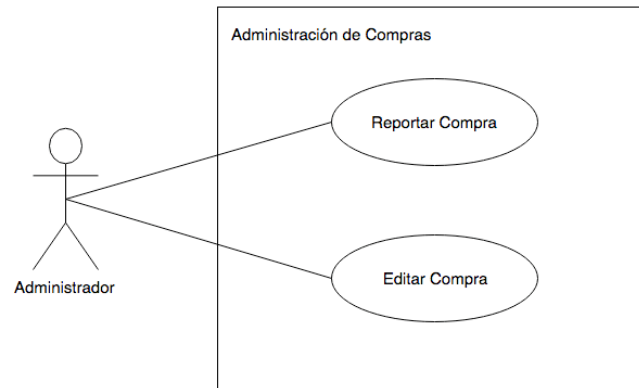 Administración de Compras
Reportar Compra
Editar Compra
Administrador